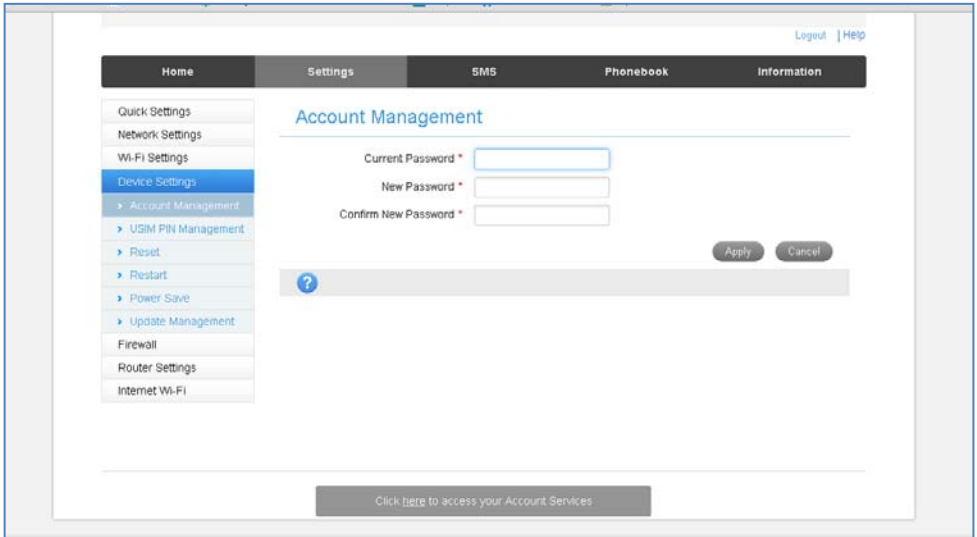 Logout | Help
Home Settings SMS Phonebook Information
Quick Settings
Network Settings
Wi-Fi Settings
Device Settings
Account Management
USIM PIN Management
Reset
Restart
Power Save
Update Management
Firewall
Router Settings
Internet Wi-Fi
Account Management
Current Password *
New Password *
Confirm New Password *
Apply Cancel
?
Click here to access your Account Services